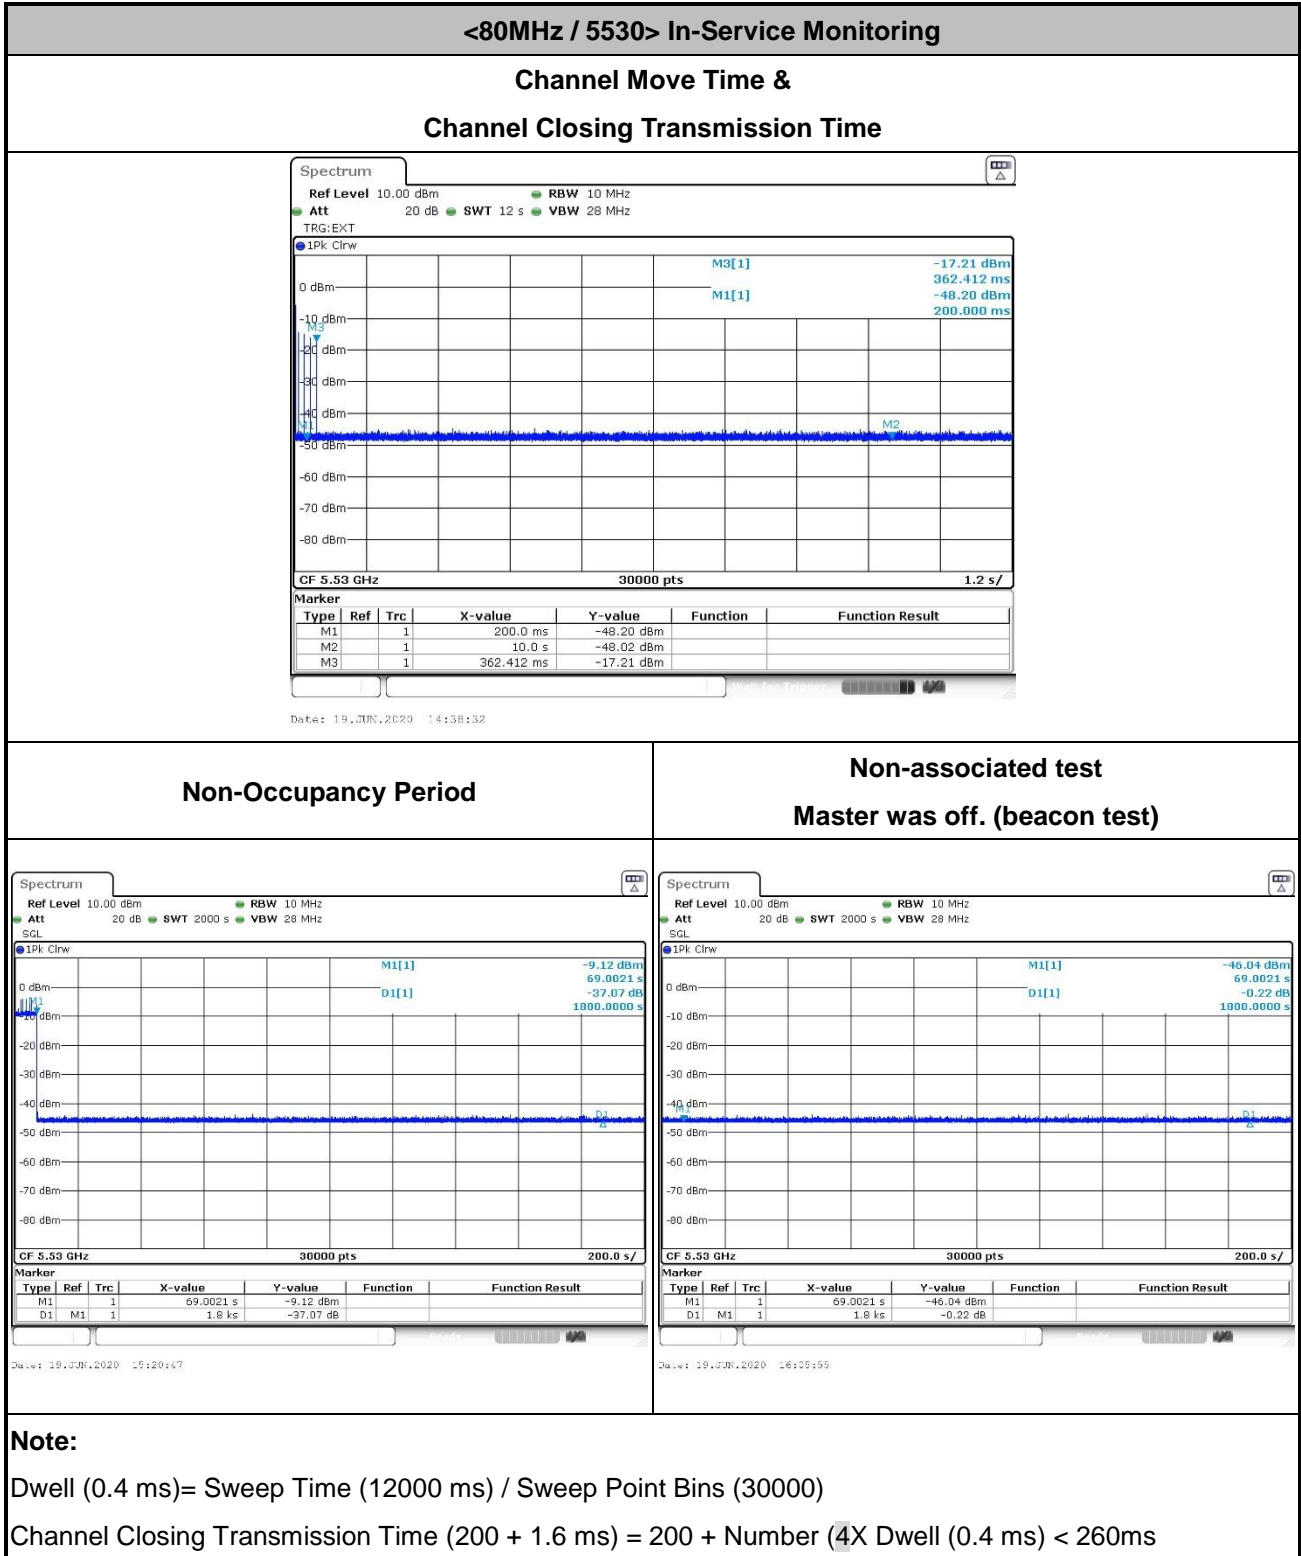 <80MHz / 5530> In-Service Monitoring
Channel Move Time &
Channel Closing Transmission Time
Spectrum
Ref Level 10.00 dBm RBW 10 MHz
Att 20 dB SWT 12 s VBW 28 MHz
TRG:EXT
1Pk Clrw
M3[1] -17.21 dBm
362.412 ms
0 dBm
M1[1] -48.20 dBm
200.000 ms
-10 dBm
M3
-20 dBm
-30 dBm
-40 dBm
M1 M2
-50 dBm
-60 dBm
-70 dBm
-80 dBm
CF 5.53 GHz 30000 pts 1.2 s/
Marker
Type Ref Trc X-value Y-value Function Function Result
M1 1 200.0 ms -48.20 dBm
M2 1 10.0 s -48.02 dBm
M3 1 362.412 ms -17.21 dBm
Wait for Trigger
Date: 19.JUN.2020 14:38:32
Non-Occupancy Period
Non-associated test
Master was off. (beacon test)
Spectrum
Ref Level 10.00 dBm RBW 10 MHz
Att 20 dB SWT 2000 s VBW 28 MHz
SGL
1Pk Clrw
M1[1] -9.12 dBm
69.0021 s
0 dBm
D1[1] -37.07 dB
1800.0000 s
M1
-10 dBm
-20 dBm
-30 dBm
-40 dBm
D1
-50 dBm
-60 dBm
-70 dBm
-80 dBm
CF 5.53 GHz 30000 pts 200.0 s/
Marker
Type Ref Trc X-value Y-value Function Function Result
M1 1 69.0021 s -9.12 dBm
D1 M1 1 1.8 ks -37.07 dB
Date: 19.JUN.2020 15:20:47
Spectrum
Ref Level 10.00 dBm RBW 10 MHz
Att 20 dB SWT 2000 s VBW 28 MHz
SGL
1Pk Clrw
M1[1] -46.04 dBm
69.0021 s
0 dBm
D1[1] -0.22 dB
1800.0000 s
-10 dBm
-20 dBm
-30 dBm
-40 dBm
M1 D1
-50 dBm
-60 dBm
-70 dBm
-80 dBm
CF 5.53 GHz 30000 pts 200.0 s/
Marker
Type Ref Trc X-value Y-value Function Function Result
M1 1 69.0021 s -46.04 dBm
D1 M1 1 1.8 ks -0.22 dB
Date: 19.JUN.2020
Note:
Dwell (0.4 ms)= Sweep Time (12000 ms) / Sweep Point Bins (30000)
Channel Closing Transmission Time (200 + 1.6 ms) = 200 + Number (4X Dwell (0.4 ms) < 260ms